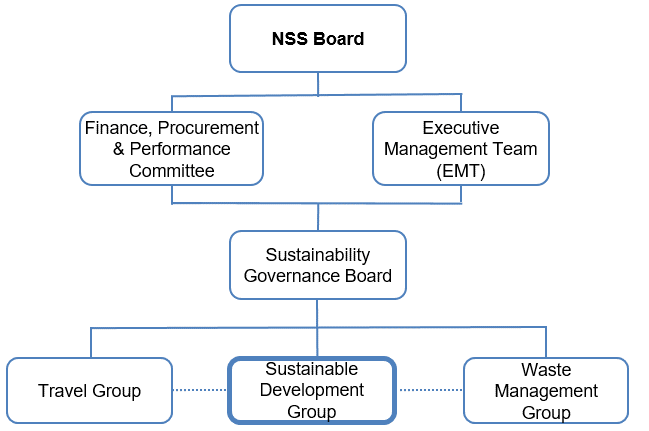 NSS Board
Finance, Procurement
& Performance
Committee
Executive
Management Team
(EMT)
Sustainability
Governance Board
Travel Group
Sustainable
Development
Group
Waste
Management
Group